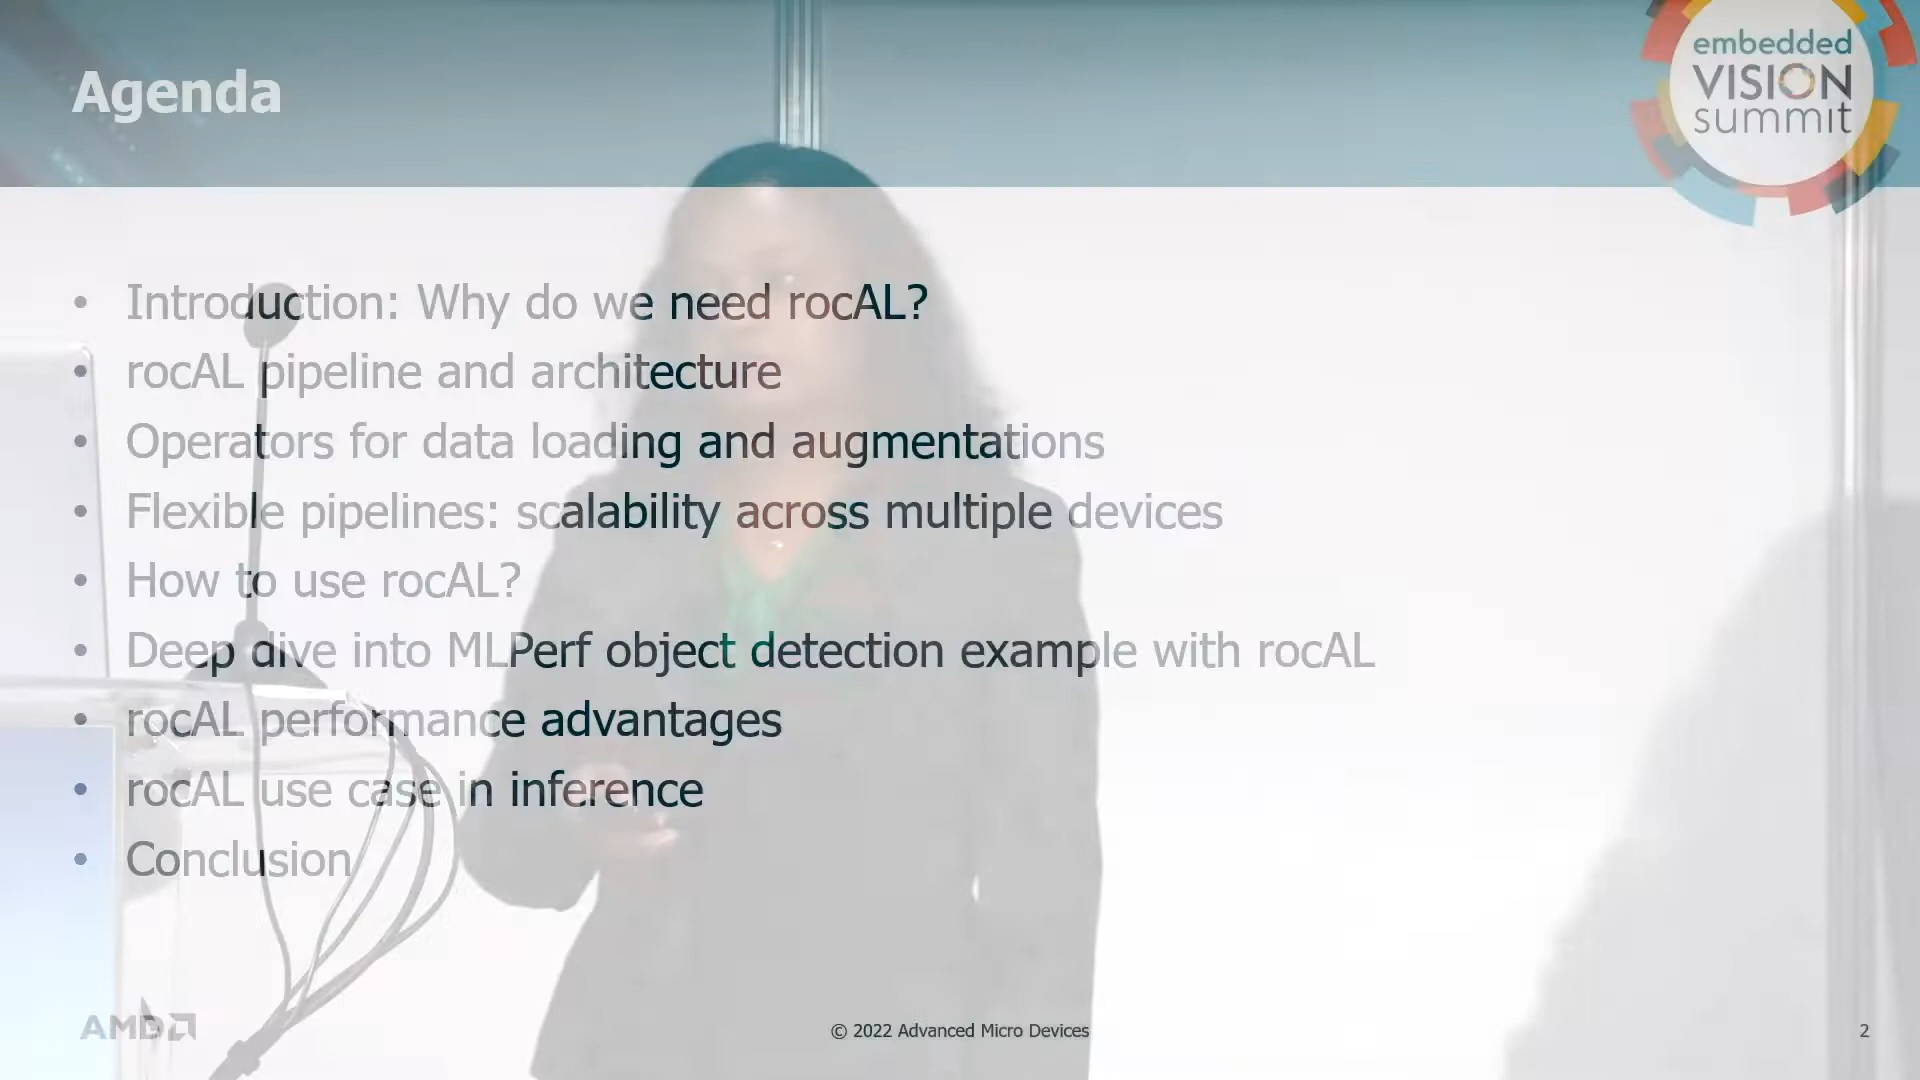 Agenda
embedded
VISION
summit
• Introduction: Why do we need rocAL?
• rocAL pipeline and architecture
• Operators for data loading and augmentations
• Flexible pipelines: scalability across multiple devices
• How to use rocAL?
• Deep dive into MLPerf object detection example with rocAL
• rocAL performance advantages
• rocAL use case in inference
• Conclusion
AMD
© 2022 Advanced Micro Devices
2